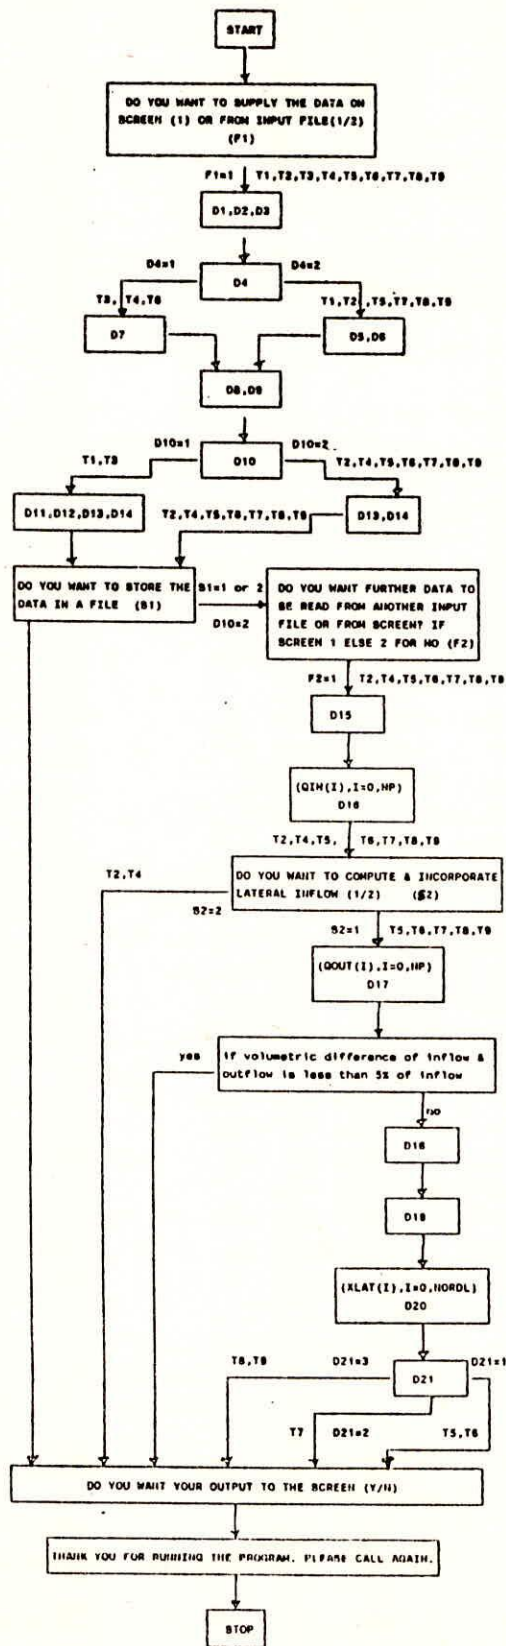 START
DO YOU WANT TO SUPPLY THE DATA ON
SCREEN (1) OR FROM INPUT FILE(1/2)
(F1)
F1=1 T1,T2,T3,T4,T5,T6,T7,T8,T9
D1,D2,D3
D4=1 D4=2
D4
T3, T4,T6 T1,T2 ,T5,T7,T8,T9
D7 D5,D6
D8,D9
D10=1 D10=2
D10
T1,T3 T2,T4,T5,T6,T7,T8,T9
D11,D12,D13,D14 T2,T4,T5,T6,T7,T8,T9 D13,D14
DO YOU WANT TO STORE THE
DATA IN A FILE (S1)
S1=1 or 2
D10=2
DO YOU WANT FURTHER DATA TO
BE READ FROM ANOTHER INPUT
FILE OR FROM SCREEN? IF
SCREEN 1 ELSE 2 FOR NO (F2)
F2=1 T2,T4,T5,T6,T7,T8,T9
D15
(QIH(I),I=0,NP)
D16
T2,T4,T5, T6,T7,T8,T9
DO YOU WANT TO COMPUTE & INCORPORATE
LATERAL INFLOW (1/2) (S2)
T2,T4
S2=2
S2=1 T5,T6,T7,T8,T9
(QOUT(I),I=0,NP)
D17
yes
if volumetric difference of inflow &
outflow is less than 5% of inflow
no
D18
D19
(XLAT(I),I=0,NORDL)
D20
T8,T9 D21=3 D21=1
D21
T7 D21=2 T5,T6
DO YOU WANT YOUR OUTPUT TO THE SCREEN (Y/N)
THANK YOU FOR RUNNING THE PROGRAM. PLEASE CALL AGAIN.
STOP